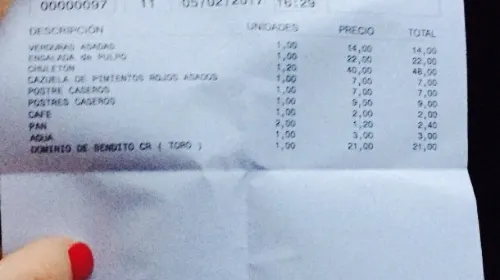 00000097 11 05/02/2017 16:29
DESCRIPCIÓN UNIDADES PRECIO TOTAL
VERDURAS ASADAS 1,00 14,00 14,00
ENSALADA de PULPO 1,00 22,00 22,00
CHULETON 1,20 40,00 48,00
CAZUELA DE PIMIENTOS ROJOS ASADOS 1,00 7,00 7,00
POSTRE CASEROS 1,00 7,00 7,00
POSTRES CASEROS 1,00 9,50 9,00
CAFE 1,00 2,00 2,00
PAN 2,00 1,20 2,40
AGUA 1,00 3,00 3,00
DOMINIO DE BENDITO CR ( TORO ) 1,00 21,00 21,00